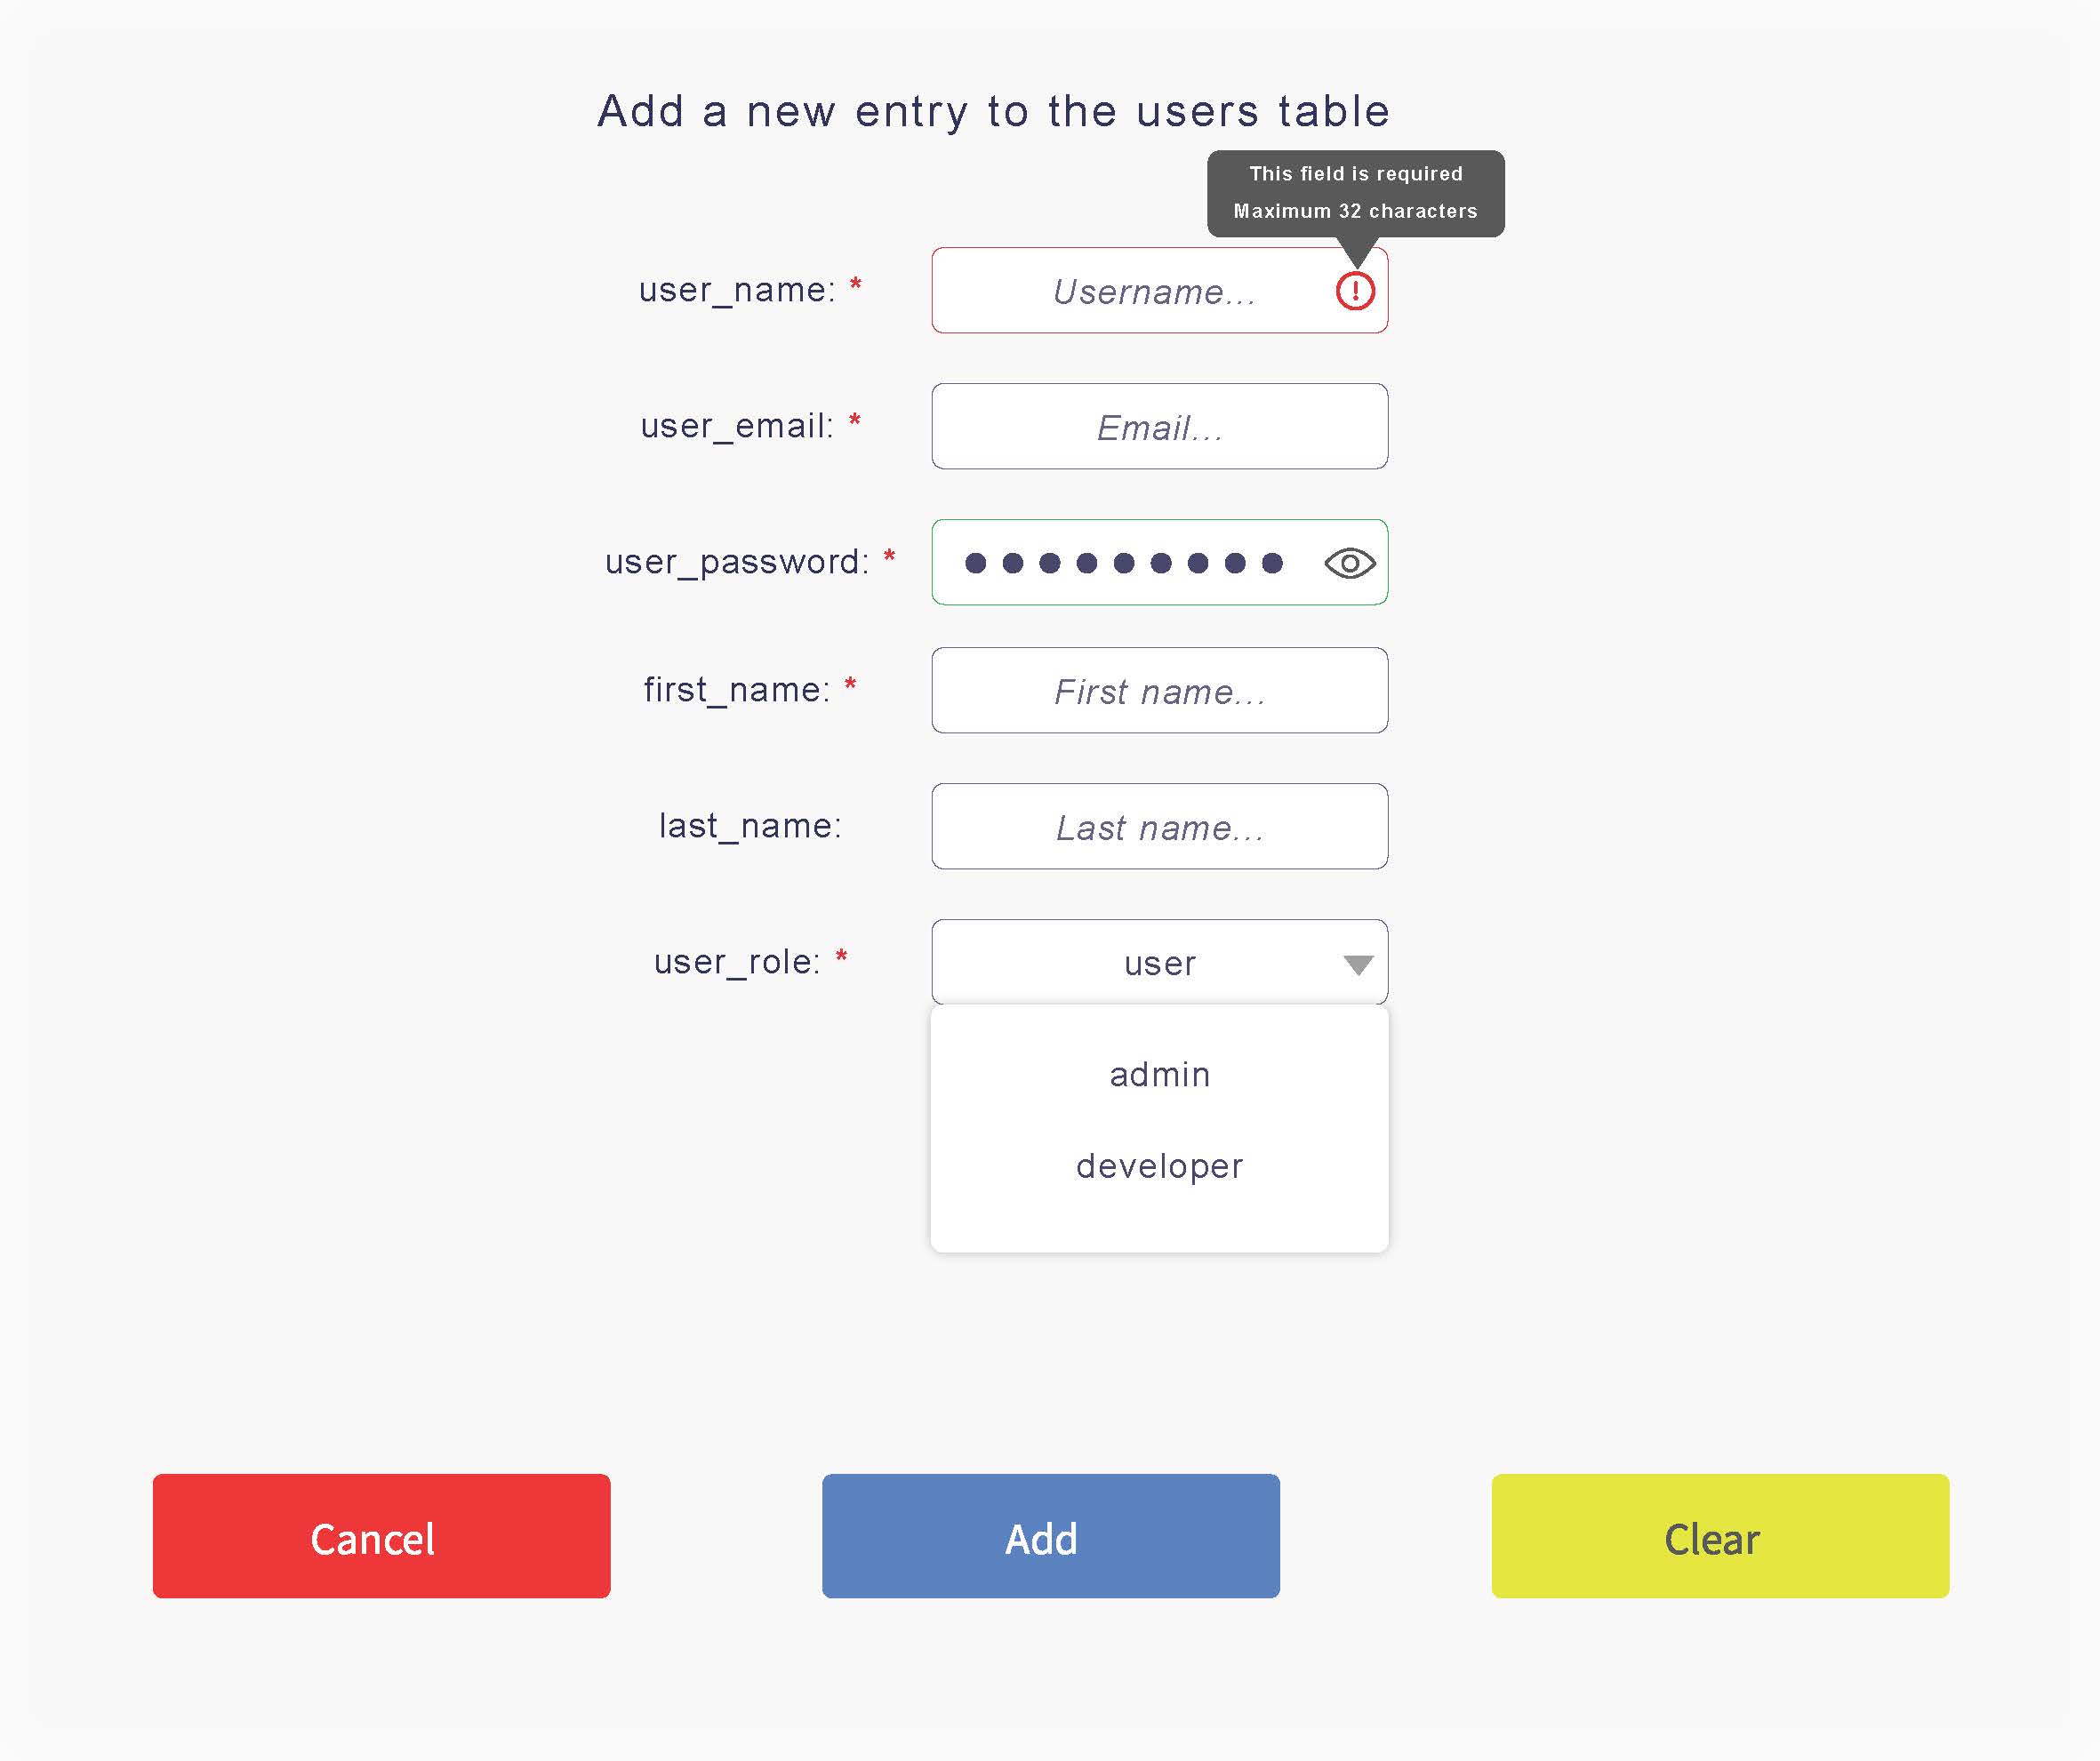 Add a new entry to the users table
This field is required
Maximum 32 characters
user_name: *
Username...
user_email: *
Email...
user_password: *
first_name: *
First name...
last_name:
Last name...
user_role: *
user
admin
developer
Cancel
Add
Clear